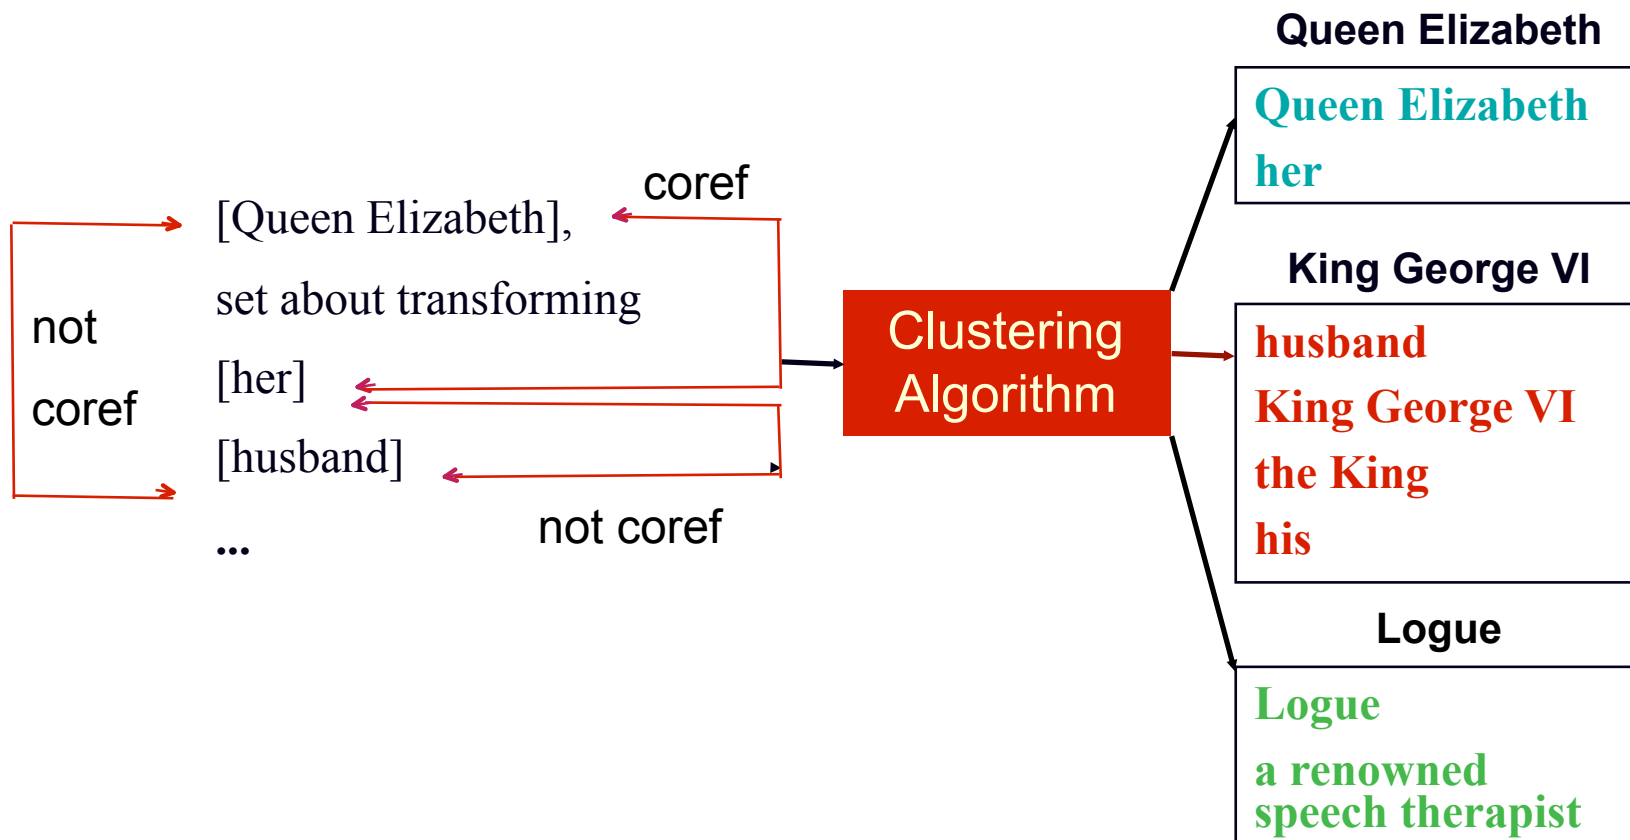 coref
[Queen Elizabeth],
set about transforming
not
coref
[her]
[husband]
not coref
...
Clustering
Algorithm
Queen Elizabeth
Queen Elizabeth
her
King George VI
husband
King George VI
the King
his
Logue
Logue
a renowned
speech therapist